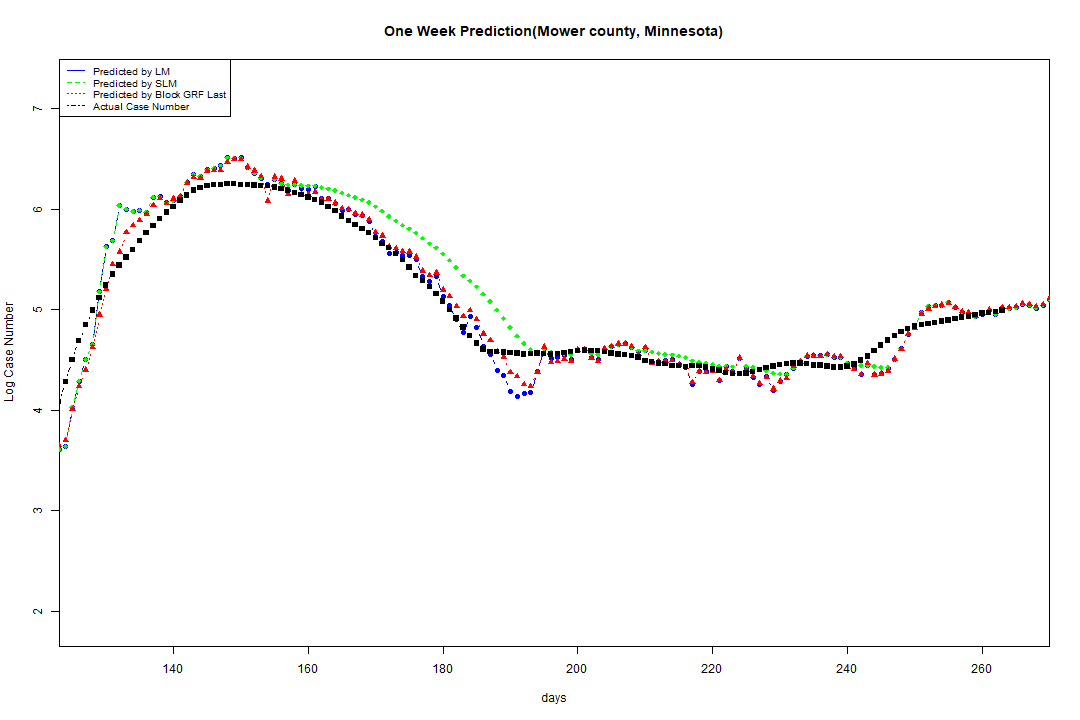 One Week Prediction(Mower county, Minnesota)
Predicted by LM
Predicted by SLM
Predicted by Block GRF Last
Actual Case Number
7
6
5
4
3
2
Log Case Number
140 160 180 200 220 240 260
days